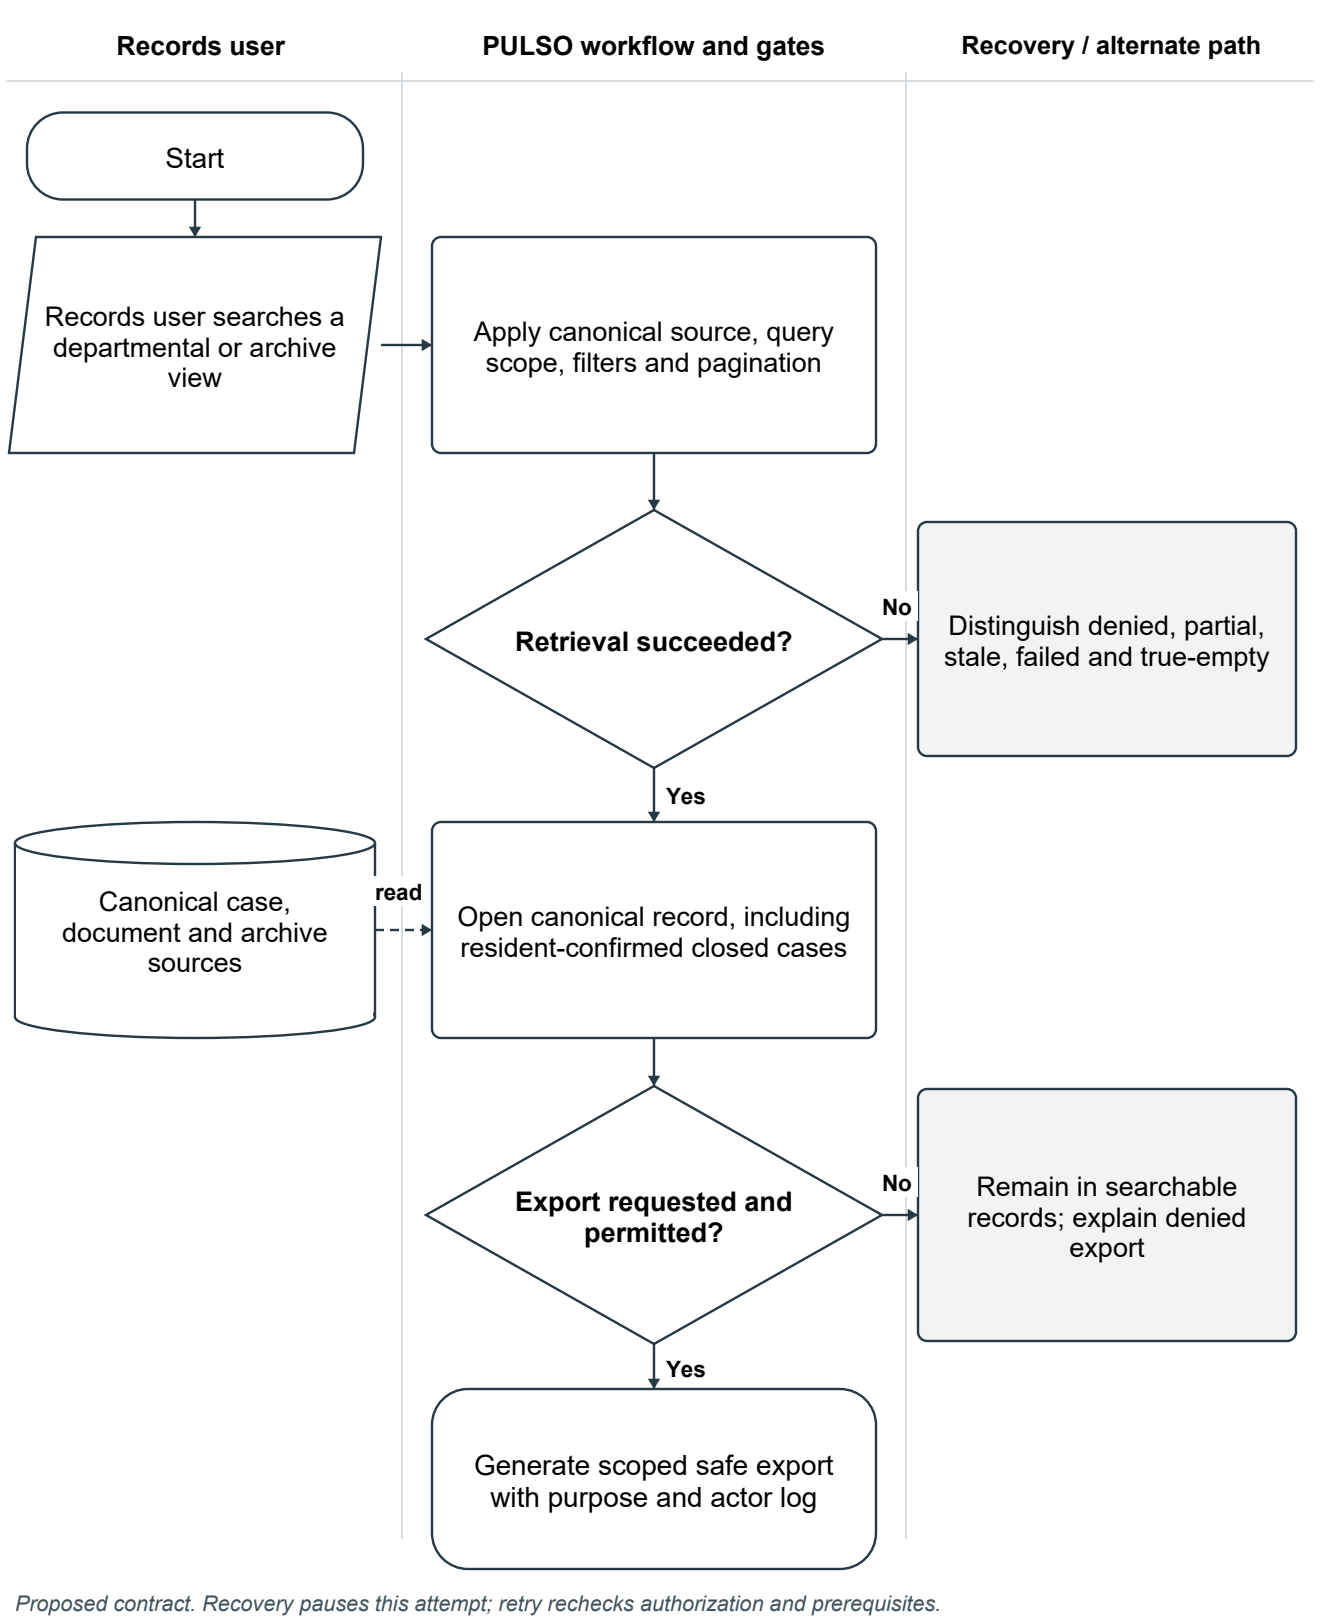 Records user
PULSO workflow and gates
Recovery / alternate path
Start
Records user searches a
departmental or archive
view
Apply canonical source, query
scope, filters and pagination
Retrieval succeeded?
No
Distinguish denied, partial,
stale, failed and true-empty
Yes
Canonical case,
document and archive
sources
read
Open canonical record, including
resident-confirmed closed cases
Export requested and
permitted?
No
Remain in searchable
records; explain denied
export
Yes
Generate scoped safe export
with purpose and actor log
Proposed contract. Recovery pauses this attempt; retry rechecks authorization and prerequisites.